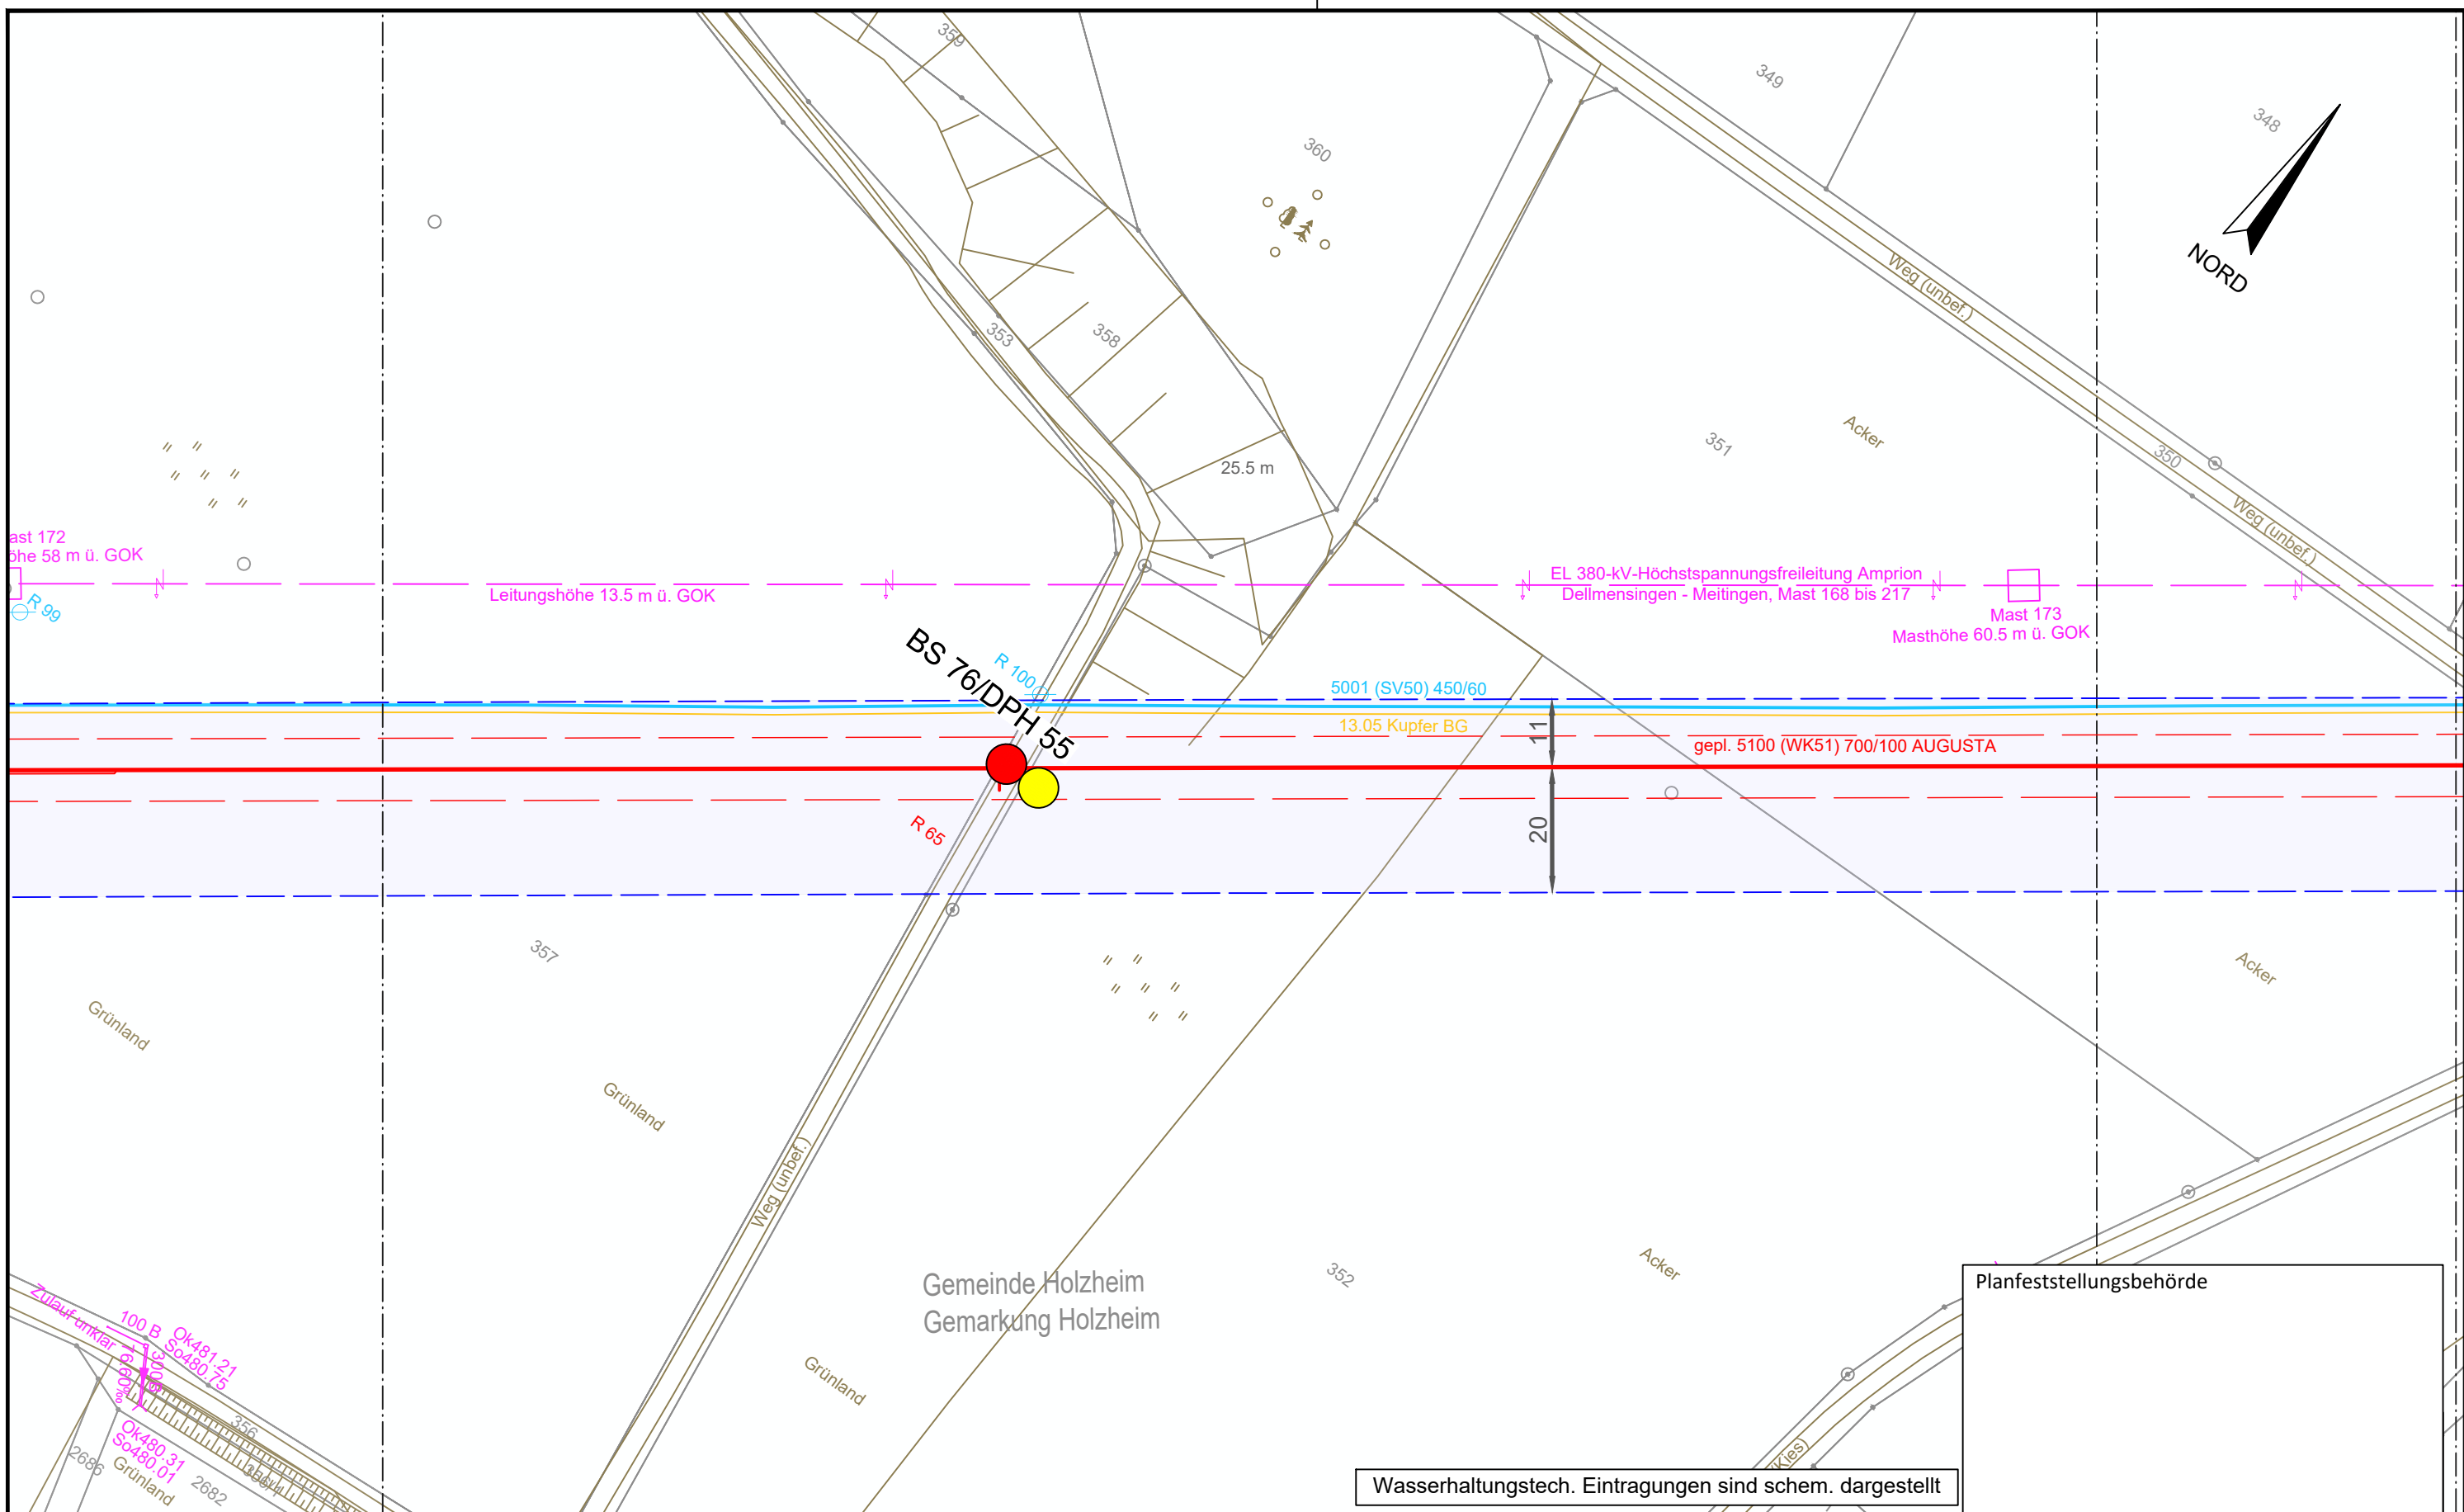 359
349
348
360
NORD
Weg (unbef.)
353
358
351
Acker
350
25.5 m
Weg (unbef.)
ast 172
öhe 58 m ü. GOK
R 99
Leitungshöhe 13.5 m ü. GOK
EL 380-kV-Höchstspannungsfreileitung Amprion
Dellmensingen - Meitingen, Mast 168 bis 217
Mast 173
Masthöhe 60.5 m ü. GOK
BS 76/DPH 55
R 100
5001 (SV50) 450/60
13.05 Kupfer BG
11
gepl. 5100 (WK51) 700/100 AUGUSTA
20
R 65
357
Acker
Grünland
Grünland
Weg (unbef.)
Gemeinde Holzheim
Gemarkung Holzheim
352
Acker
Planfeststellungsbehörde
Zulauf unklar
100 B
Ok481.21
So480.75
76.60‰
Grünland
356
Ok480.31
So480.01
2686
Grünland
2682
Kies)
Wasserhaltungstech. Eintragungen sind schem. dargestellt